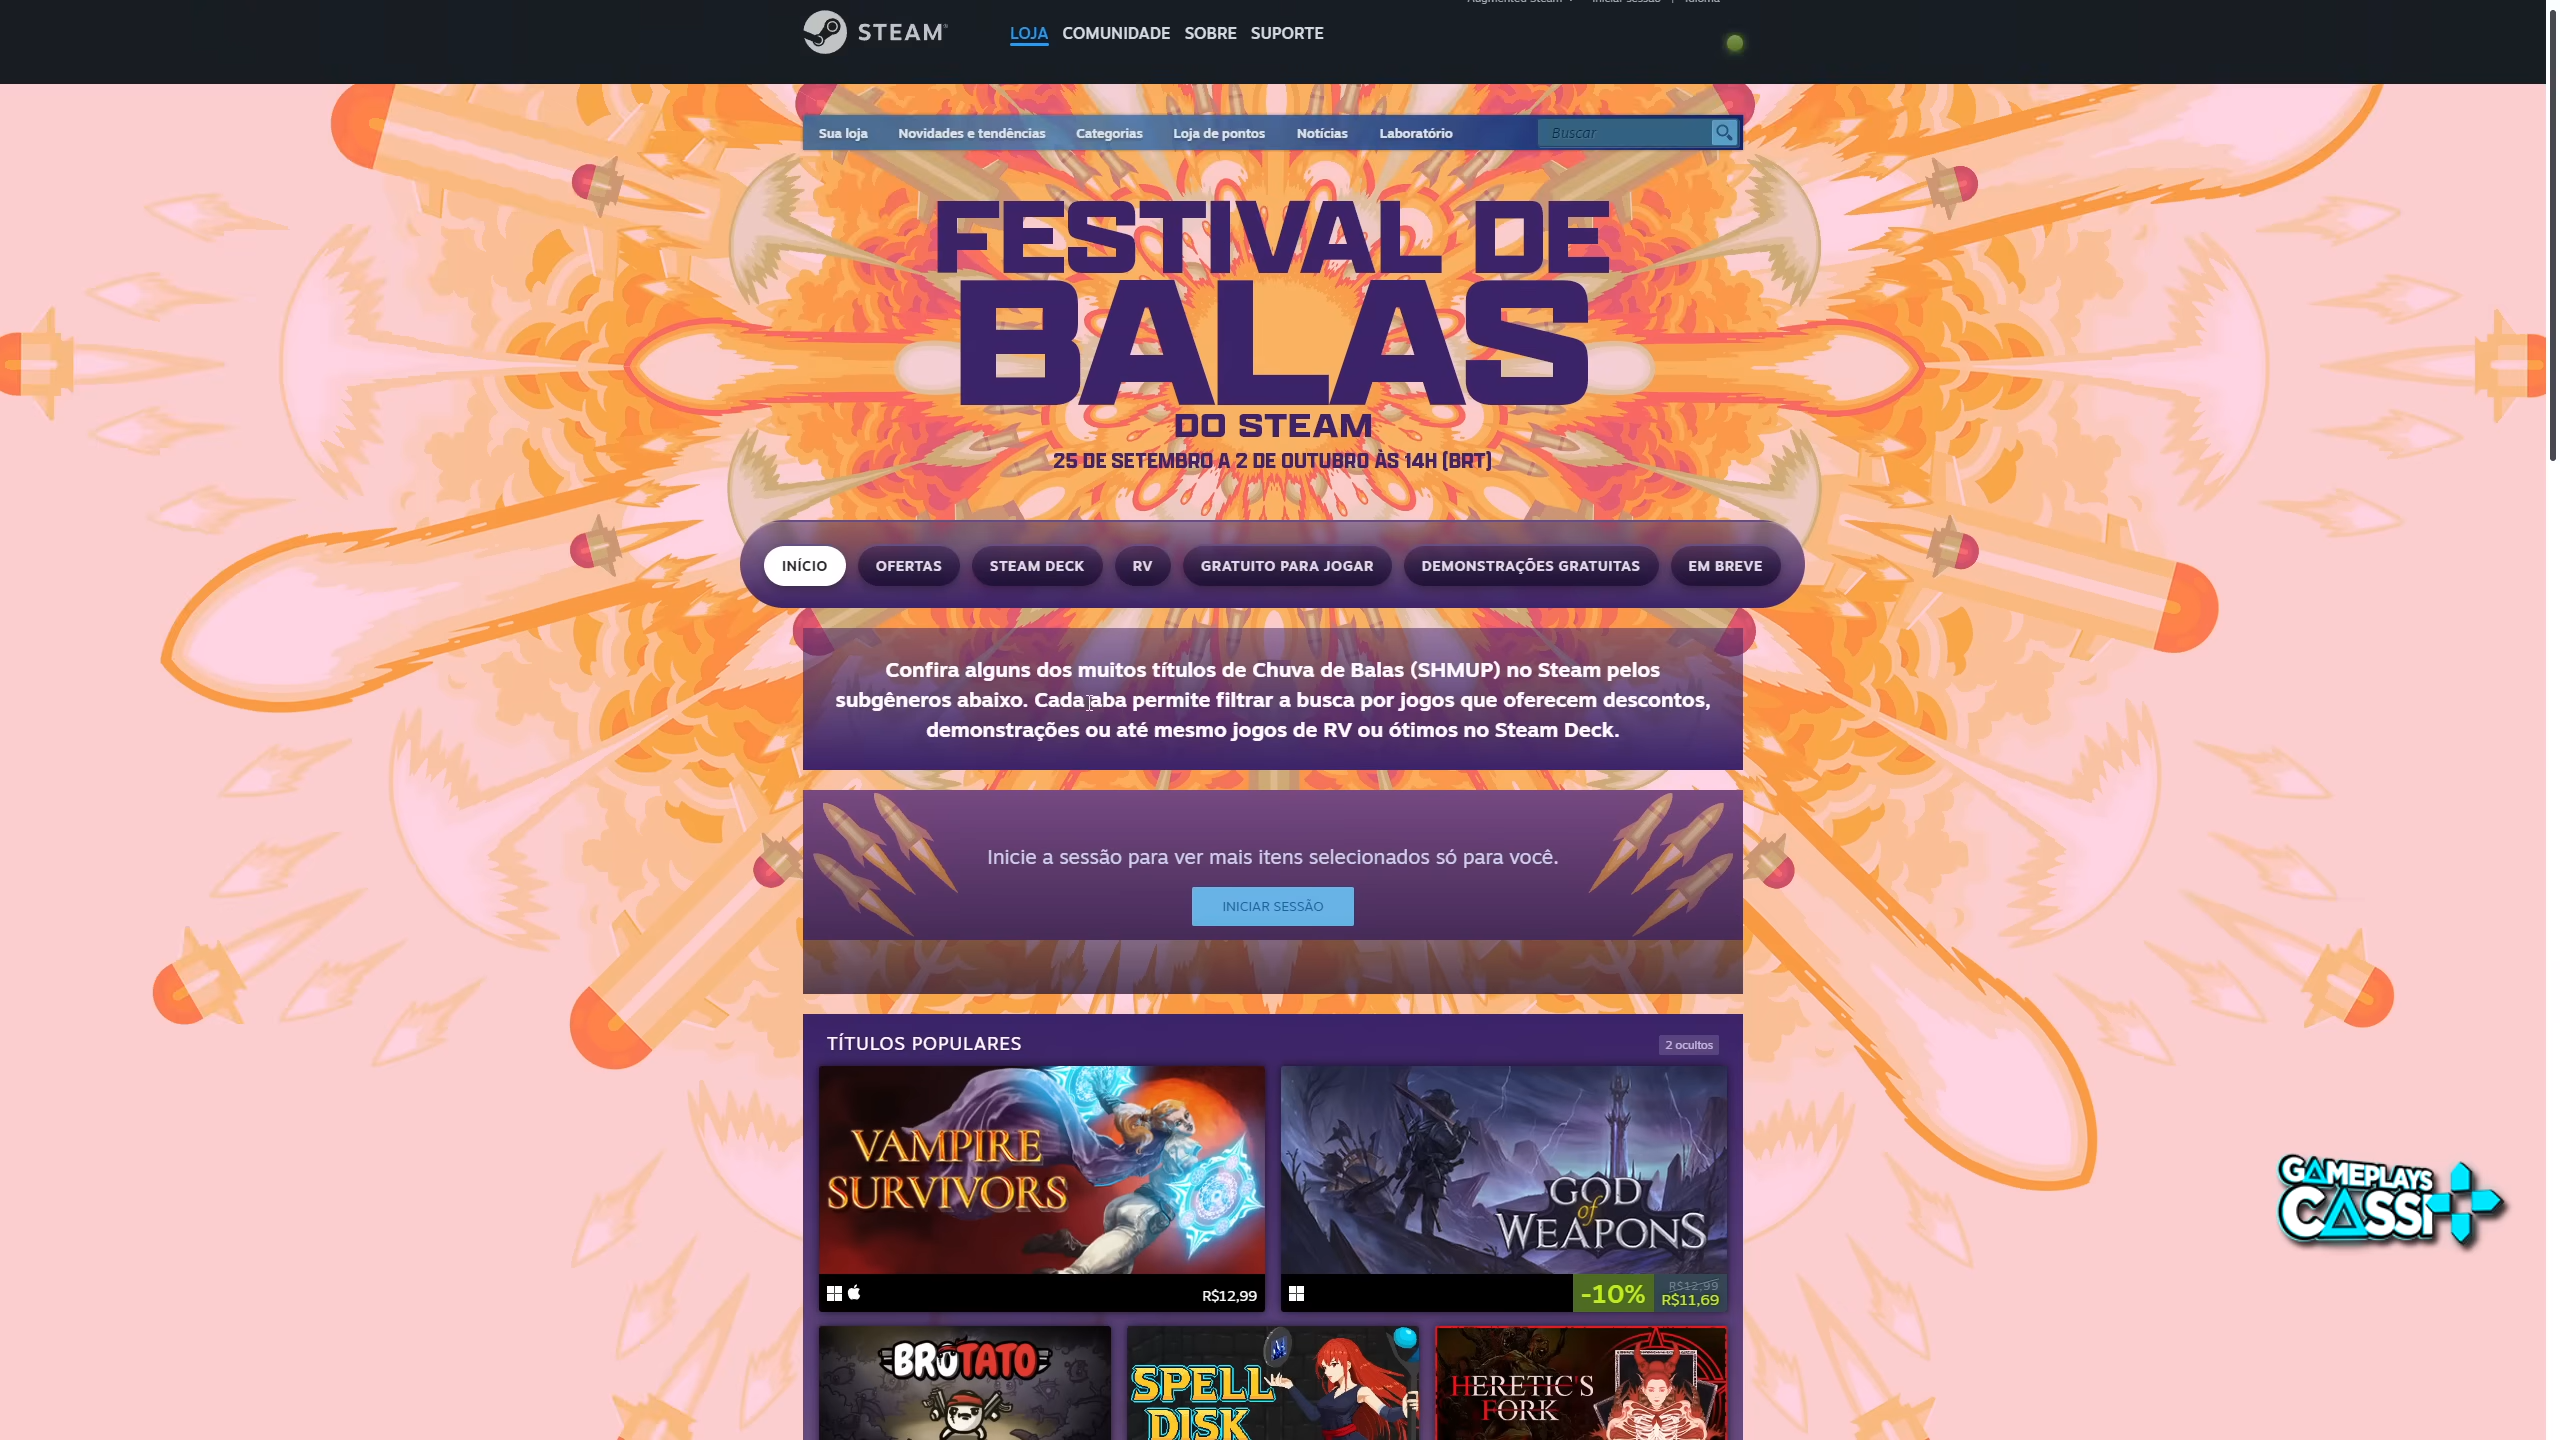 Augmented Steam
Iniciar sessão | Idioma
STEAM
LOJA COMUNIDADE SOBRE SUPORTE
Sua loja Novidades e tendências Categorias Loja de pontos Notícias Laboratório Buscar
FESTIVAL DE
BALAS
DO STEAM
25 DE SETEMBRO A 2 DE OUTUBRO ÀS 14H (BRT)
INÍCIO OFERTAS STEAM DECK RV GRATUITO PARA JOGAR DEMONSTRAÇÕES GRATUITAS EM BREVE
Confira alguns dos muitos títulos de Chuva de Balas (SHMUP) no Steam pelos
subgêneros abaixo. Cada aba permite filtrar a busca por jogos que oferecem descontos,
demonstrações ou até mesmo jogos de RV ou ótimos no Steam Deck.
Inicie a sessão para ver mais itens selecionados só para você.
INICIAR SESSÃO
TÍTULOS POPULARES
2 ocultos
VAMPIRE
SURVIVORS
R$12,99
GOD
of
WEAPONS
-10%
R$12,99
R$11,69
BROTATO
SPELL
DISK
HERETIC'S
FORK
GAMEPLAYS
CASSI